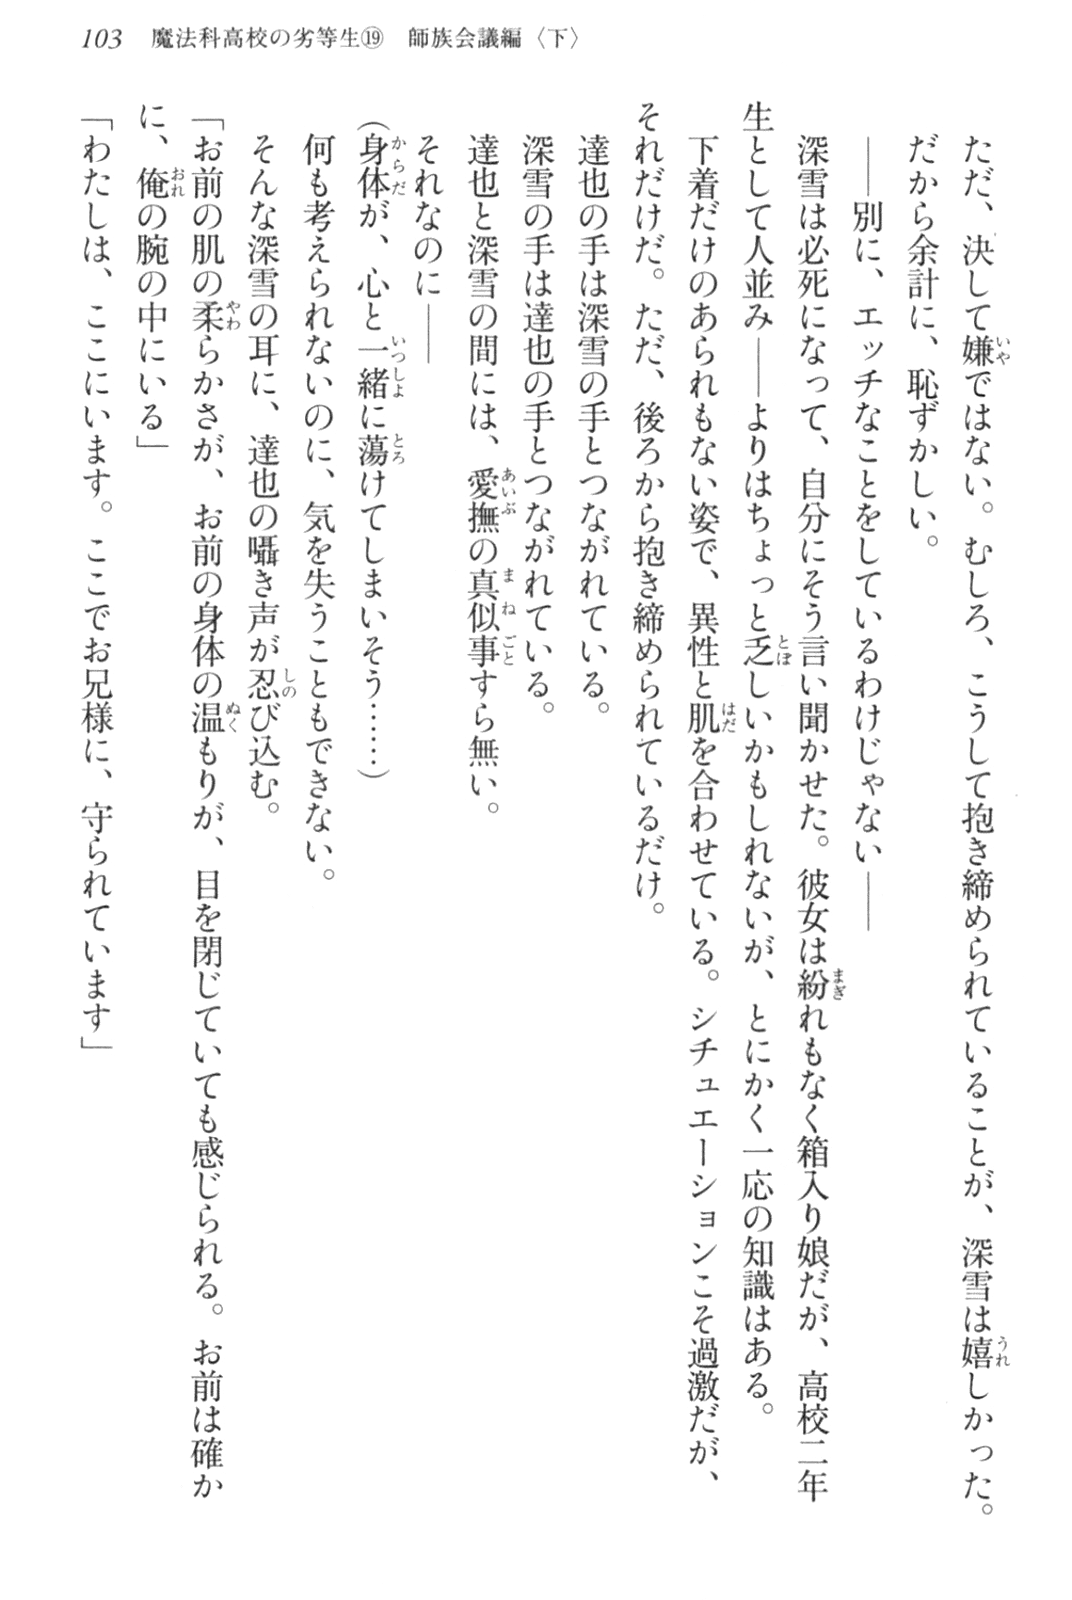 103　魔法科高校の劣等生⑲　師族会議編〈下〉
　ただ、決して嫌ではない。むしろ、こうして抱き締められていることが、深雪は嬉しかった。
　だから余計に、恥ずかしい。
　――別に、エッチなことをしているわけじゃない――
　深雪は必死になって、自分にそう言い聞かせた。彼女は紛れもなく箱入り娘だが、高校二年
生として人並み――よりはちょっと乏しいかもしれないが、とにかく一応の知識はある。
　下着だけのあられもない姿で、異性と肌を合わせている。シチュエーションこそ過激だが、
それだけだ。ただ、後ろから抱き締められているだけ。
　達也の手は深雪の手とつながれている。
　深雪の手は達也の手とつながれている。
　達也と深雪の間には、愛撫の真似事すら無い。
　それなのに――
（身体が、心と一緒に蕩けてしまいそう……）
　何も考えられないのに、気を失うこともできない。
　そんな深雪の耳に、達也の囁き声が忍び込む。
「お前の肌の柔らかさが、お前の身体の温もりが、目を閉じていても感じられる。お前は確か
に、俺の腕の中にいる」
「わたしは、ここにいます。ここでお兄様に、守られています」